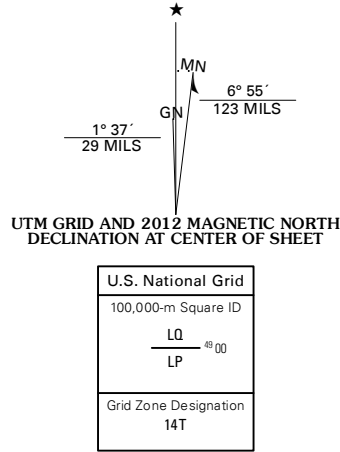 ★
MN
GN
6° 55´
123 MILS
1° 37´
29 MILS
UTM GRID AND 2012 MAGNETIC NORTH
DECLINATION AT CENTER OF SHEET
U.S. National Grid
100,000-m Square ID
LQ
49 00
LP
Grid Zone Designation
14T